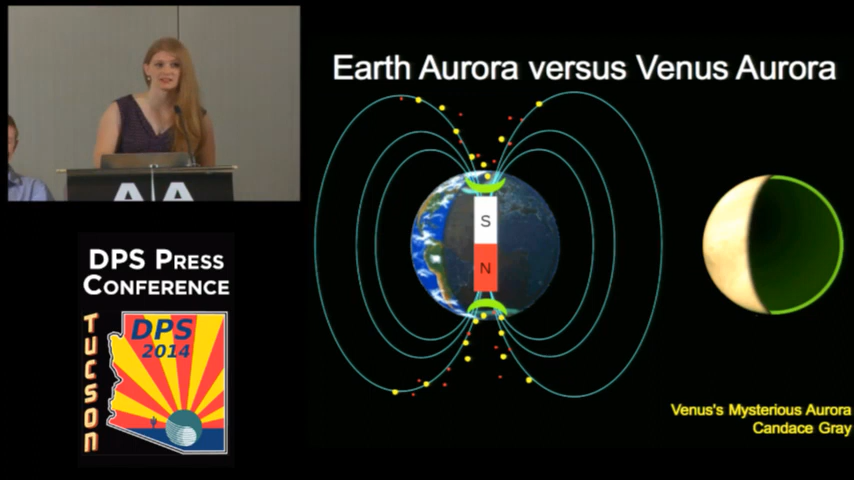 Earth Aurora versus Venus Aurora
S
N
DPS PRESS
CONFERENCE
TUCSON
DPS
2014
Venus's Mysterious Aurora
Candace Gray